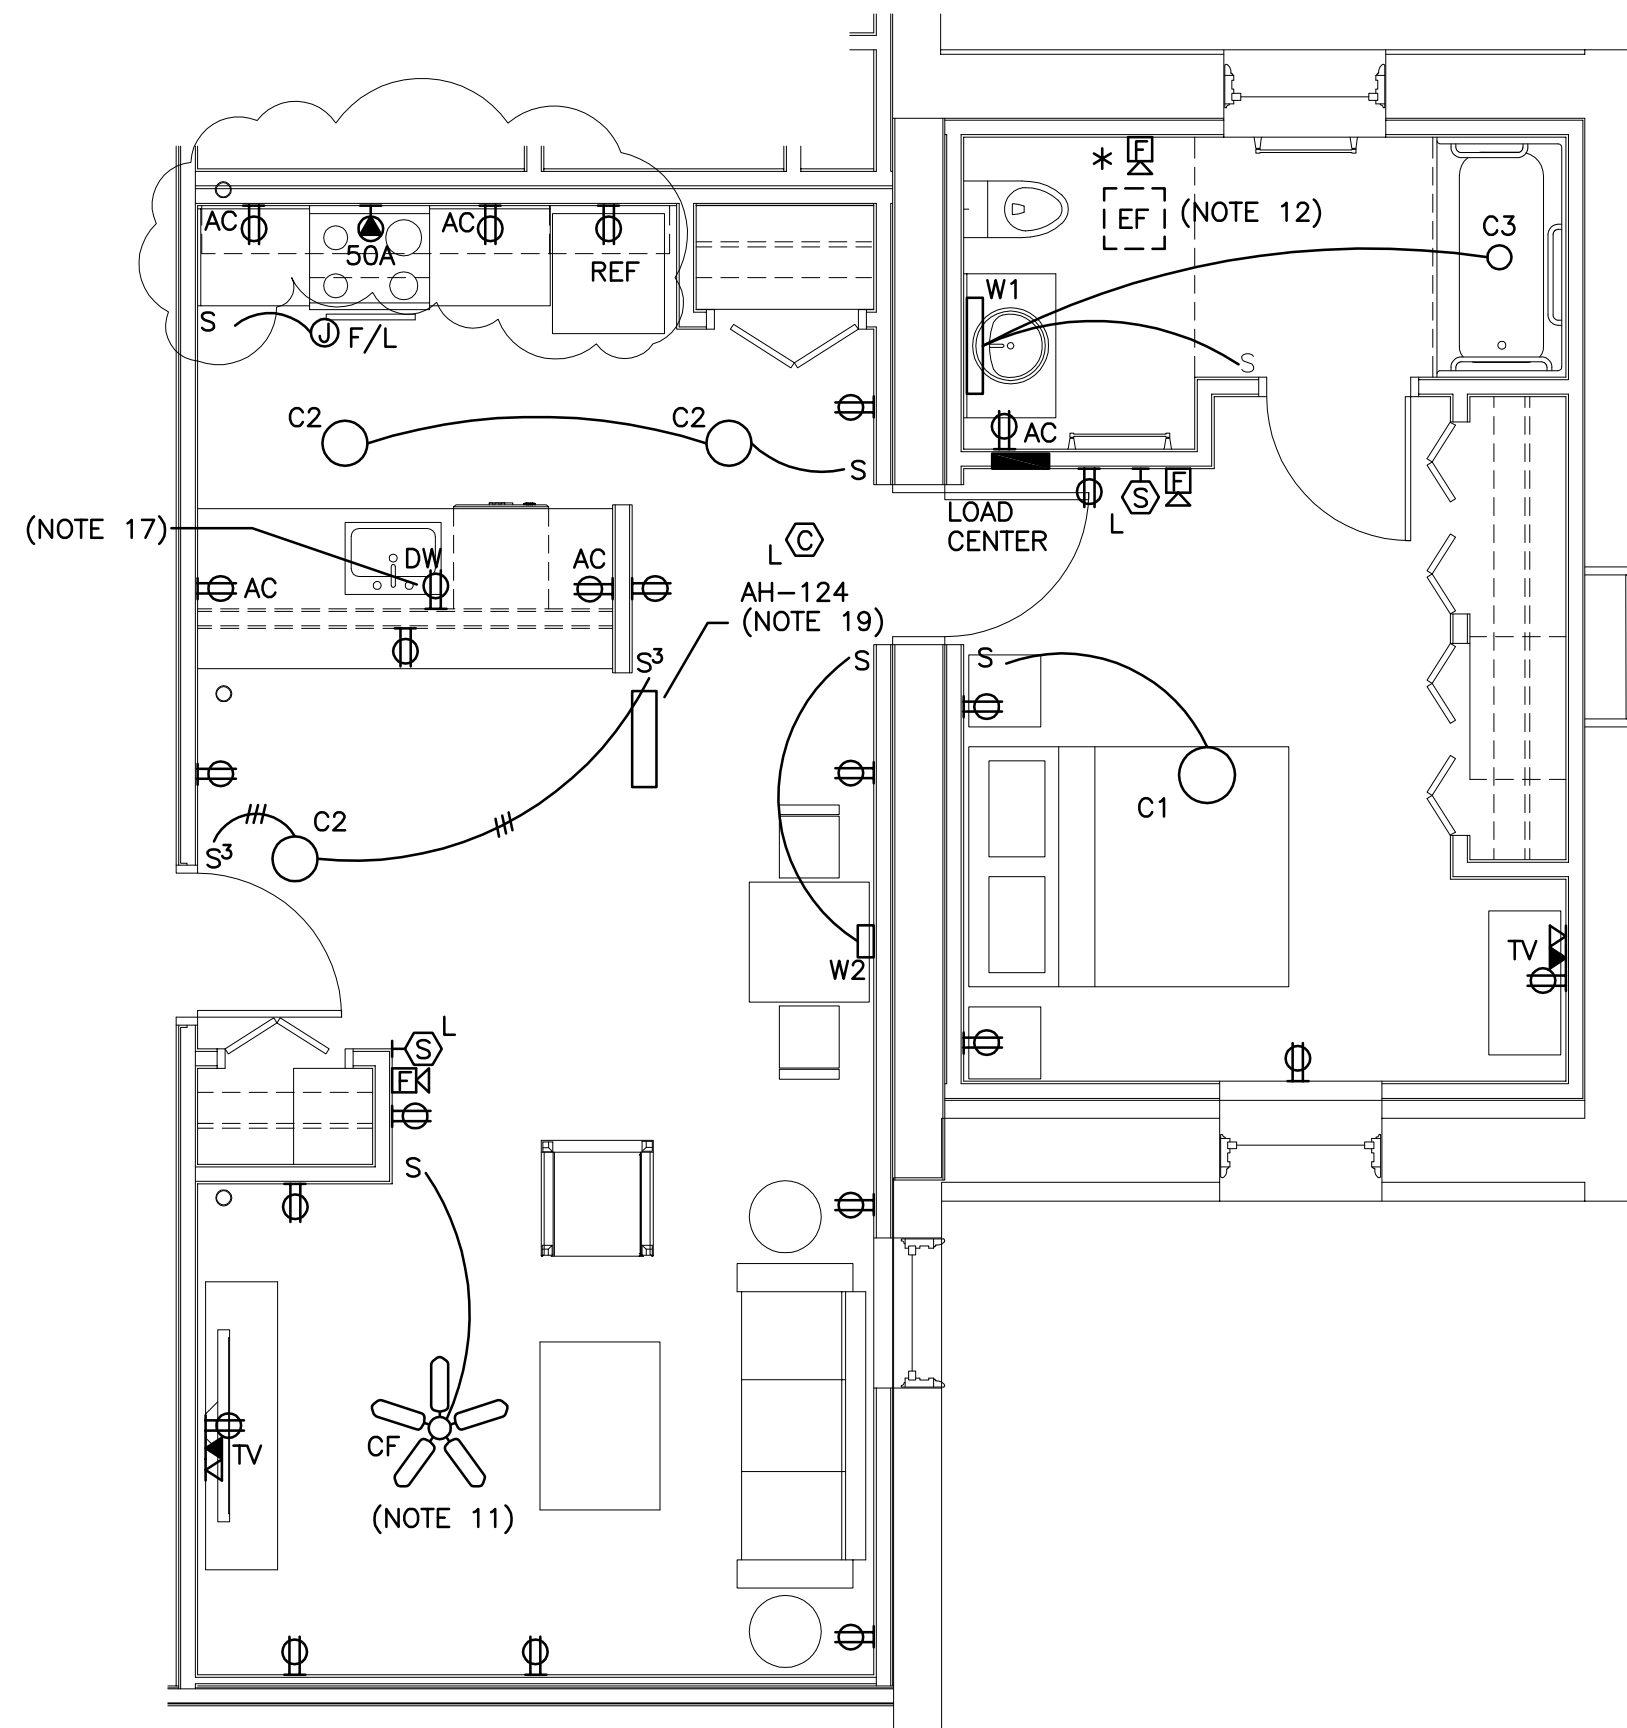 F
*
EF
(NOTE 12)
AC
AC
50A
REF
C3
W1
S
J
F/L
S
C2
C2
AC
S
LOAD
CENTER
S
F
L
(NOTE 17)
DW
AC
L
C
AC
AH-124
(NOTE 19)
S3
S
S
C1
C2
S3
W2
TV
S
L
F
S
CF
TV
(NOTE 11)